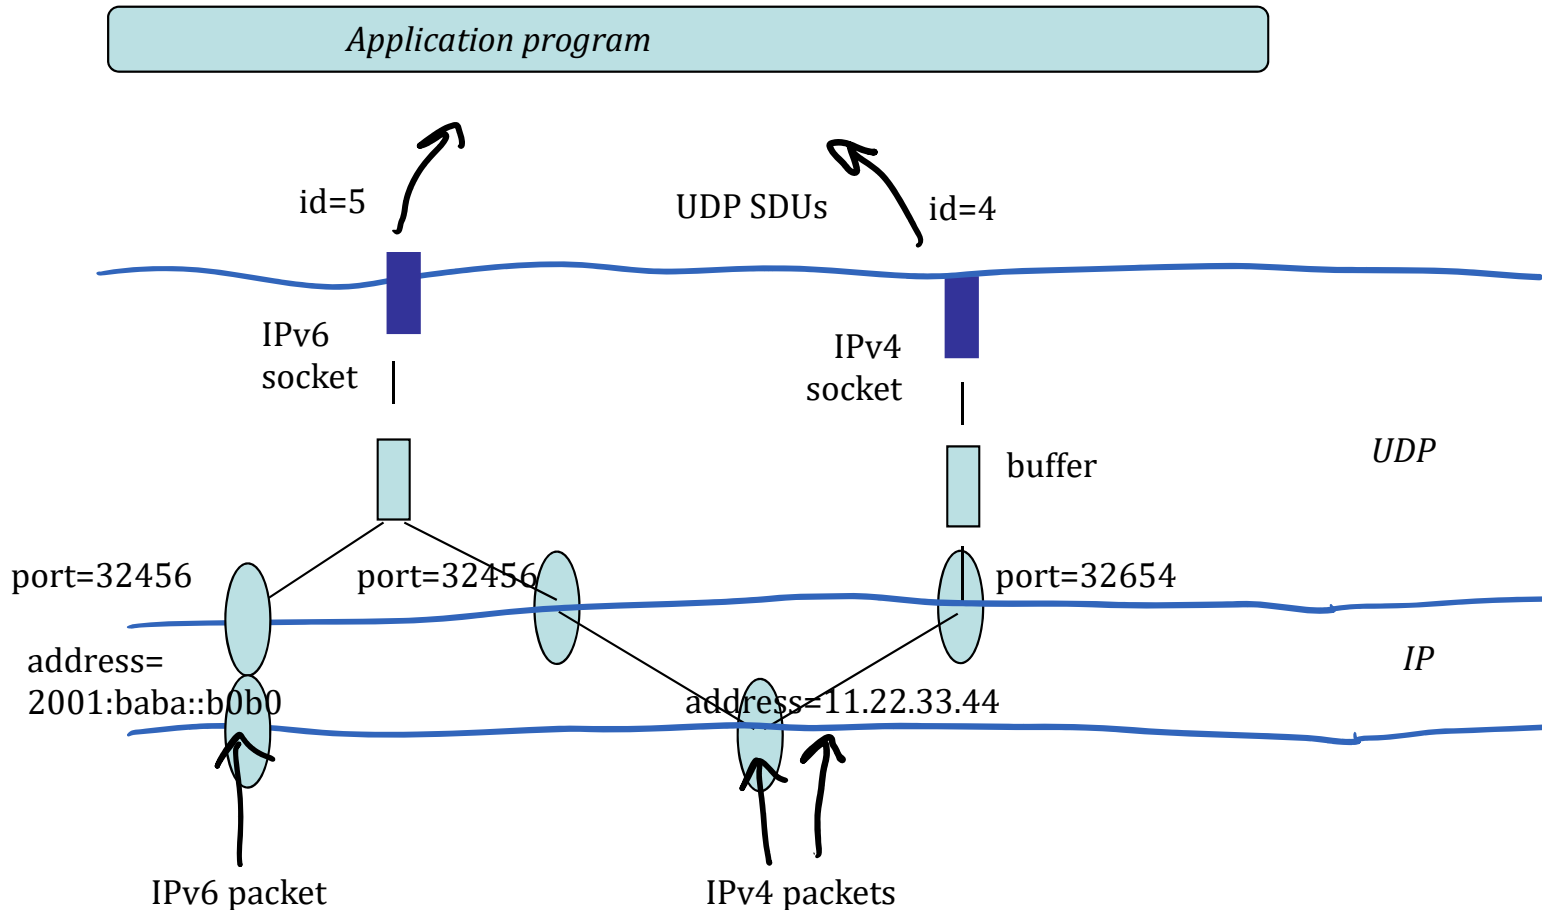 Application program
id=5
UDP SDUs
id=4
IPv6
socket
IPv4
socket
buffer
UDP
port=32456
port=32456
port=32654
address=
2001:baba::b0b0
IP
address=11.22.33.44
IPv6 packet
IPv4 packets